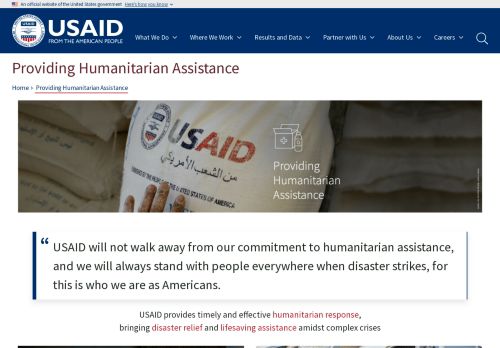 An official website of the United States government Here's how you know
USAID
FROM THE AMERICAN PEOPLE
What We Do
Where We Work
Results and Data
Partner with Us
About Us
Careers
Providing Humanitarian Assistance
Home > Providing Humanitarian Assistance
USAID
من الشعب الأمريكي
STATES OF AMERICA
Providing
Humanitarian
Assistance
“ USAID will not walk away from our commitment to humanitarian assistance,
and we will always stand with people everywhere when disaster strikes, for
this is who we are as Americans.
USAID provides timely and effective humanitarian response,
bringing disaster relief and lifesaving assistance amidst complex crises